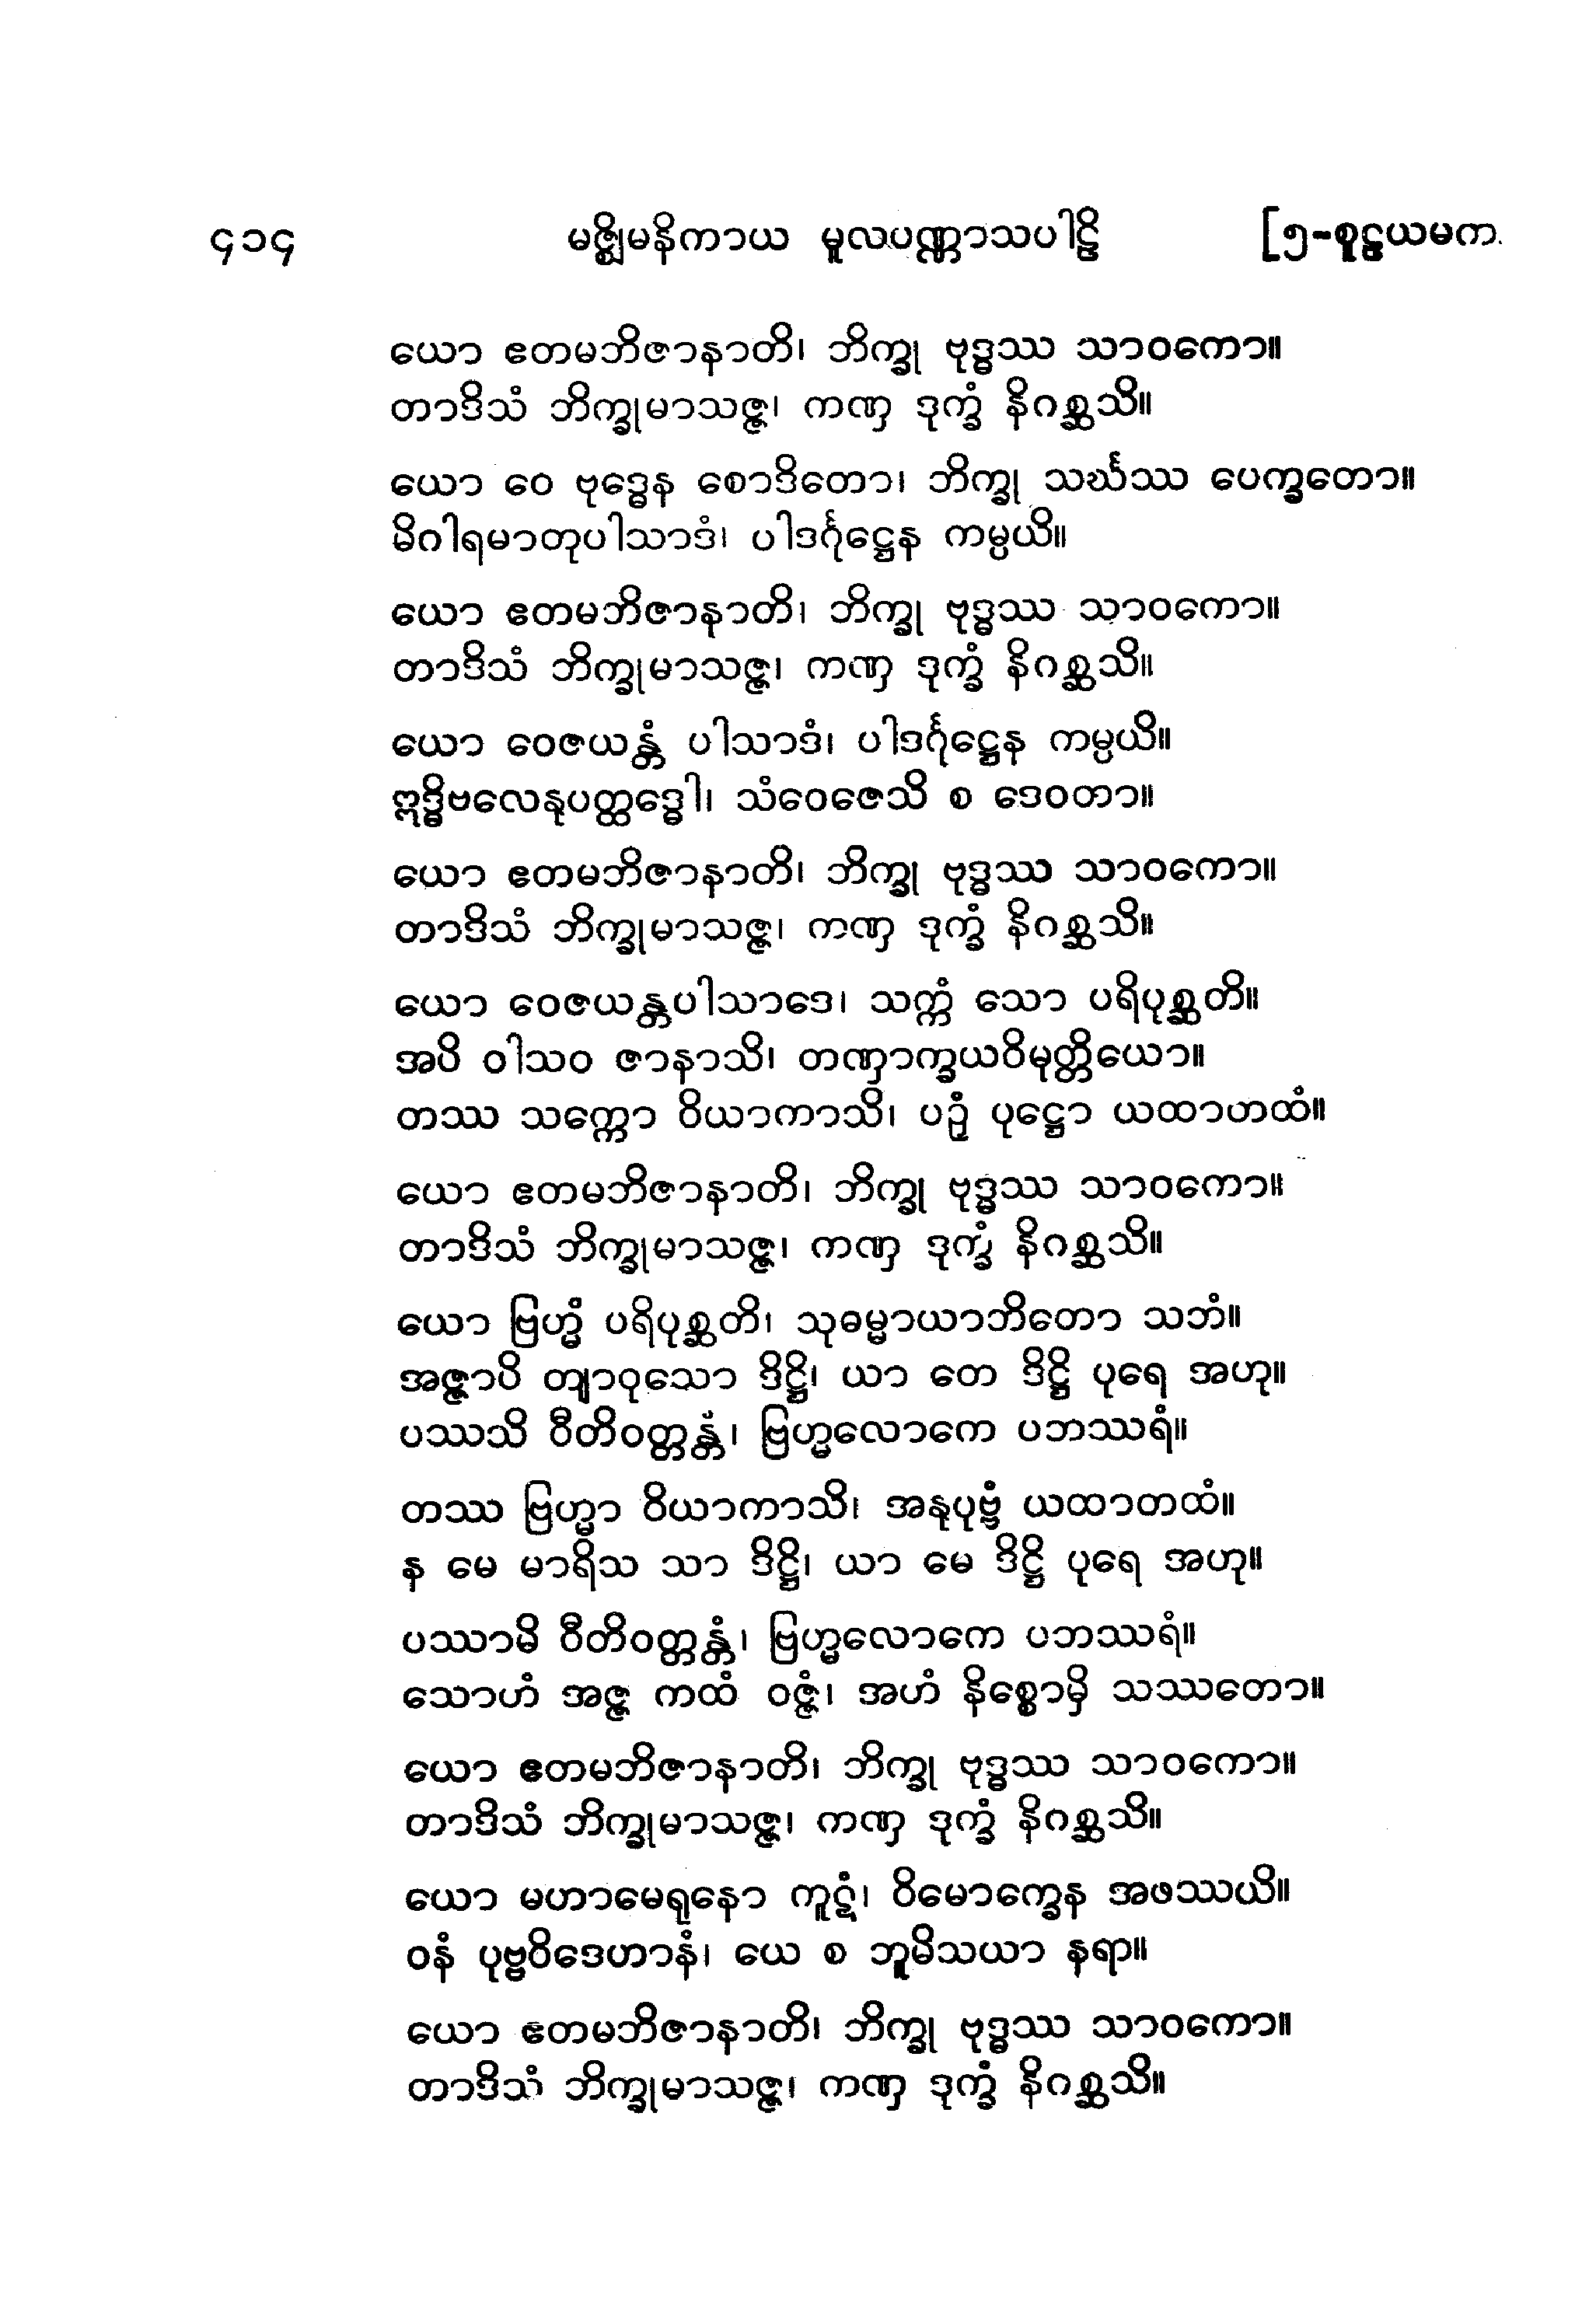 ၄၁၄ မဇ္ဈိမနိကာယ မူလပဏ္ဏာသပါဠိ [၅-စူဠယမက
ယော ဧတမဘိဇာနာတိ၊ ဘိက္ခု ဗုဒ္ဓဿ သာဝကော။
တာဒိသံ ဘိက္ခုမာသဇ္ဇ၊ ကဏှ ဒုက္ခံ နိဂစ္ဆသိ။
ယော ဝေ ဗုဒ္ဓေန စောဒိတော၊ ဘိက္ခု သင်္ဃဿ ပေက္ခတော။
မိဂါရမာတုပါသာဒံ၊ ပါဒင်္ဂုဋ္ဌေန ကမ္ပယိ။
ယော ဧတမဘိဇာနာတိ၊ ဘိက္ခု ဗုဒ္ဓဿ သာဝကော။
တာဒိသံ ဘိက္ခုမာသဇ္ဇ၊ ကဏှ ဒုက္ခံ နိဂစ္ဆသိ။
ယော ဝေဇယန္တံ ပါသာဒံ၊ ပါဒင်္ဂုဋ္ဌေန ကမ္ပယိ။
ဣဒ္ဓိဗလေနုပတ္ထဒ္ဓေါ၊ သံဝေဇေသိ စ ဒေဝတာ။
ယော ဧတမဘိဇာနာတိ၊ ဘိက္ခု ဗုဒ္ဓဿ သာဝကော။
တာဒိသံ ဘိက္ခုမာသဇ္ဇ၊ ကဏှ ဒုက္ခံ နိဂစ္ဆသိ။
ယော ဝေဇယန္တပါသာဒေ၊ သက္ကံ သော ပရိပုစ္ဆတိ။
အပိ ဝါသဝ ဇာနာသိ၊ တဏှာက္ခယဝိမုတ္တိယော။
တဿ သက္ကော ဝိယာကာသိ၊ ပဉှံ ပုဋ္ဌော ယထာတထံ။
ယော ဧတမဘိဇာနာတိ၊ ဘိက္ခု ဗုဒ္ဓဿ သာဝကော။
တာဒိသံ ဘိက္ခုမာသဇ္ဇ၊ ကဏှ ဒုက္ခံ နိဂစ္ဆသိ။
ယော ဗြဟ္မံ ပရိပုစ္ဆတိ၊ သုဓမ္မာယာဘိတော သဘံ။
အဇ္ဇာပိ တျာဝုသော ဒိဋ္ဌိ၊ ယာ တေ ဒိဋ္ဌိ ပုရေ အဟု။
ပဿသိ ဝီတိဝတ္တန္တံ၊ ဗြဟ္မလောကေ ပဘဿရံ။
တဿ ဗြဟ္မာ ဝိယာကာသိ၊ အနုပုဗ္ဗံ ယထာတထံ။
န မေ မာရိသ သာ ဒိဋ္ဌိ၊ ယာ မေ ဒိဋ္ဌိ ပုရေ အဟု။
ပဿာမိ ဝီတိဝတ္တန္တံ၊ ဗြဟ္မလောကေ ပဘဿရံ။
သောဟံ အဇ္ဇ ကထံ ဝဇ္ဇံ၊ အဟံ နိစ္စောမှိ သဿတော။
ယော ဧတမဘိဇာနာတိ၊ ဘိက္ခု ဗုဒ္ဓဿ သာဝကော။
တာဒိသံ ဘိက္ခုမာသဇ္ဇ၊ ကဏှ ဒုက္ခံ နိဂစ္ဆသိ။
ယော မဟာမေရုနော ကူဋံ၊ ဝိမောက္ခေန အဖဿယိ။
ဝနံ ပုဗ္ဗဝိဒေဟာနံ၊ ယေ စ ဘူမိသယာ နရာ။
ယော ဧတမဘိဇာနာတိ၊ ဘိက္ခု ဗုဒ္ဓဿ သာဝကော။
တာဒိသံ ဘိက္ခုမာသဇ္ဇ၊ ကဏှ ဒုက္ခံ နိဂစ္ဆသိ။